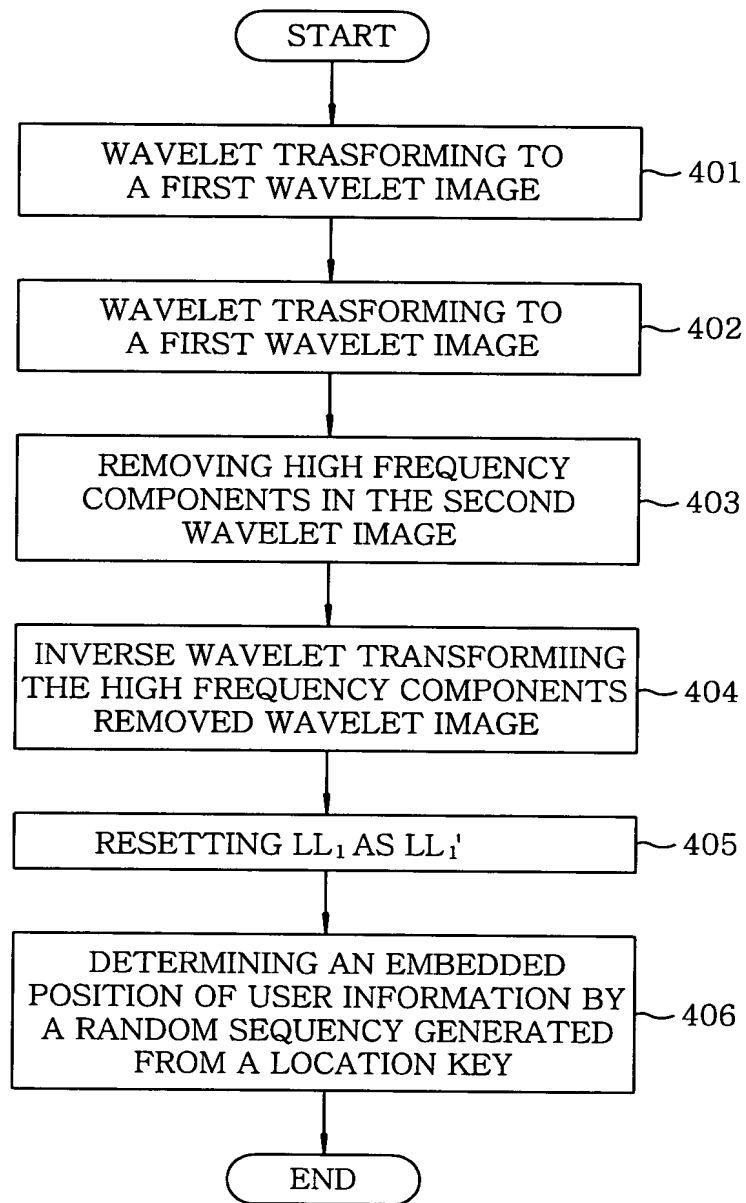 START
WAVELET TRASFORMING TO
A FIRST WAVELET IMAGE
401
WAVELET TRASFORMING TO
A FIRST WAVELET IMAGE
402
REMOVING HIGH FREQUENCY
COMPONENTS IN THE SECOND
WAVELET IMAGE
403
INVERSE WAVELET TRANSFORMIING
THE HIGH FREQUENCY COMPONENTS
REMOVED WAVELET IMAGE
404
RESETTING LL₁ AS LL₁'
405
DETERMINING AN EMBEDDED
POSITION OF USER INFORMATION BY
A RANDOM SEQUENCY GENERATED
FROM A LOCATION KEY
406
END